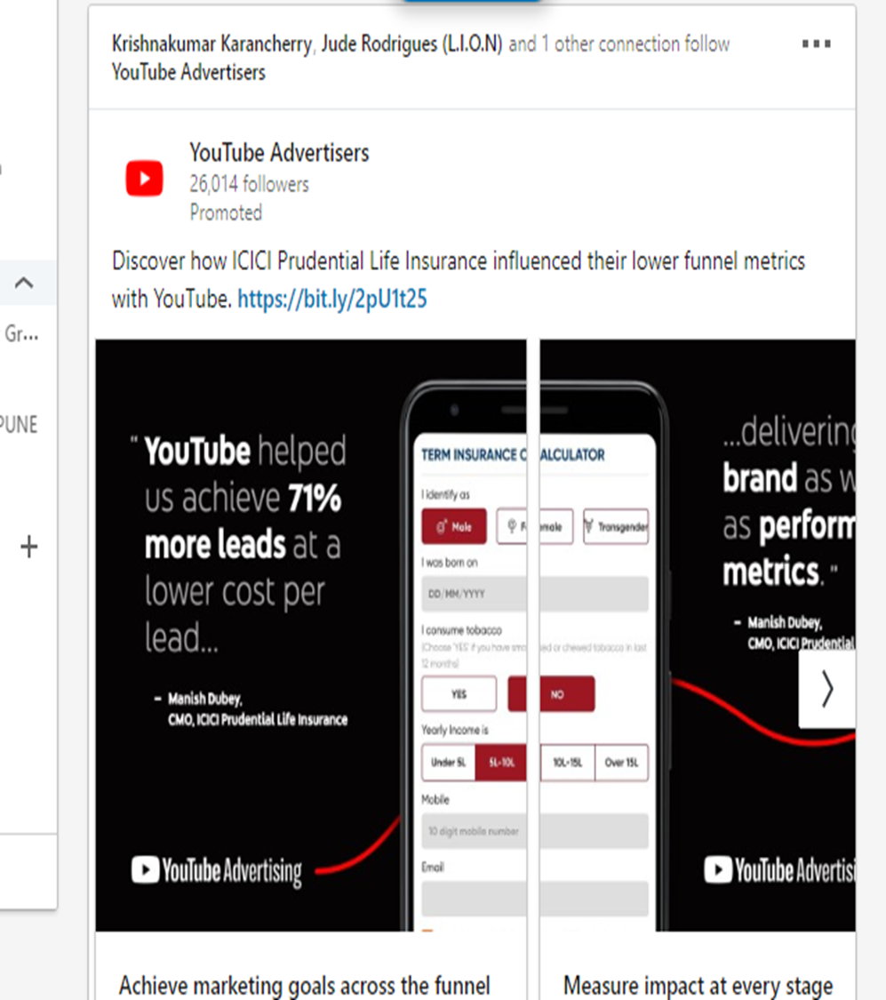 Krishnakumar Karancherry, Jude Rodrigues (L.I.O.N) and 1 other connection follow
YouTube Advertisers
YouTube Advertisers
26,014 followers
Promoted
Discover how ICICI Prudential Life Insurance influenced their lower funnel metrics
with YouTube. https://bit.ly/2pU1t25
Gr...
PUNE
" YouTube helped
us achieve 71%
more leads at a
lower cost per
lead...
– Manish Dubey,
CMO, ICICI Prudential Life Insurance
YouTube Advertising
TERM INSURANCE C ALCULATOR
I identify as
Male
F emale
Transgender
I was born on
DD/MM/YYYY
I consume tobacco
(Choose 'YES' if you have smo ked or chewed tobacco in last
12 months)
YES
NO
Yearly Income is
Under 5L
5L-10L
10L-15L
Over 15L
Mobile
10 digit mobile number
Email
...delivering
brand as w
as perform
metrics. "
– Manish Dubey,
CMO, ICICI Prudential
YouTube Advertisi
Achieve marketing goals across the funnel
Measure impact at every stage